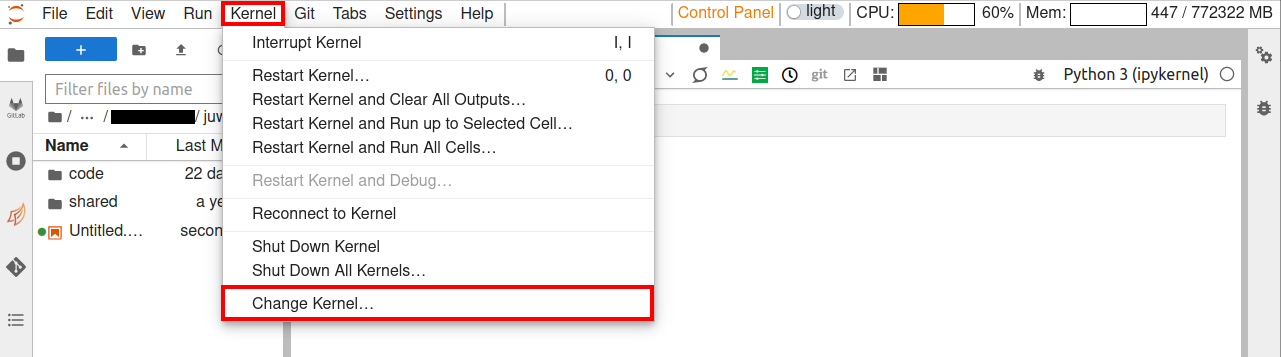 File Edit View Run Kernel Git Tabs Settings Help Control Panel light CPU: 60% Mem: 447 / 772322 MB
Interrupt Kernel I, I
Restart Kernel… 0, 0
git Python 3 (ipykernel)
Filter files by name
Restart Kernel and Clear All Outputs…
GitLab
/ ··· / / juw
Restart Kernel and Run up to Selected Cell…
Name Last M
Restart Kernel and Run All Cells…
code 22 da
Restart Kernel and Debug…
shared a ye
Reconnect to Kernel
Untitled.… secon
Shut Down Kernel
Shut Down All Kernels…
Change Kernel…